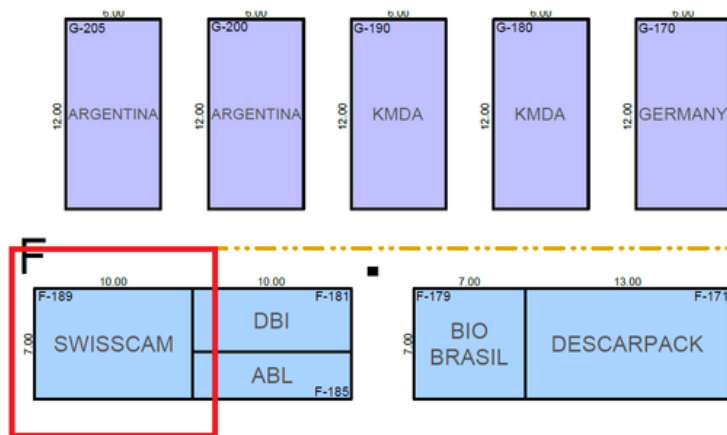 6.00 6.00 6.00 6.00 6.00
G-205 G-200 G-190 G-180 G-170
12.00 ARGENTINA 12.00 ARGENTINA 12.00 KMDA 12.00 KMDA 12.00 GERMANY
F
10.00 10.00 7.00 13.00
F-189 F-181 F-179 F-171
7.00 SWISSCAM DBI 7.00 BIO BRASIL DESCARPACK
ABL
F-185